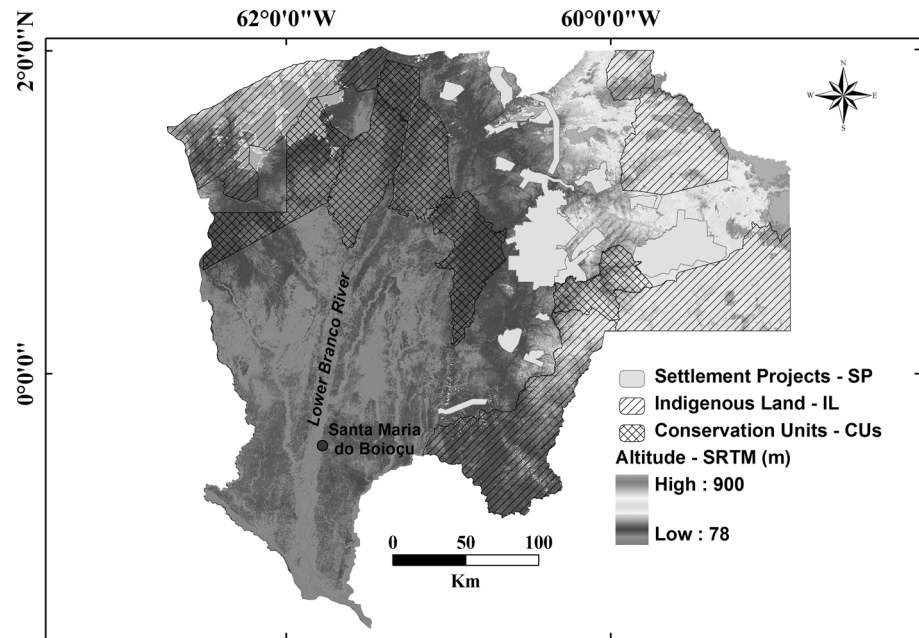 62°0'0"W
60°0'0"W
2°0'0"N
N
W
E
S
Lower Branco River
0°0'0"
Settlement Projects - SP
Indigenous Land - IL
Santa Maria
do Boioçu
Conservation Units - CUs
Altitude - SRTM (m)
High : 900
Low : 78
0
50
100
Km